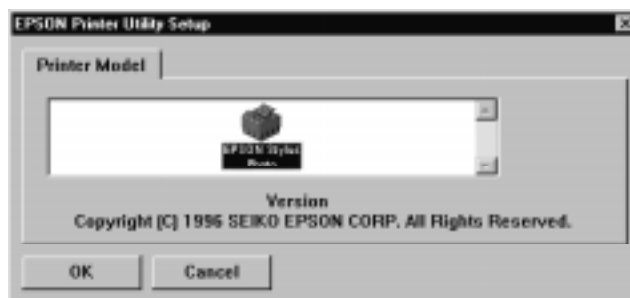 EPSON Printer Utility Setup
Printer Model
EPSON Stylus
Photo
Version
Copyright (C) 1996 SEIKO EPSON CORP. All Rights Reserved.
OK
Cancel